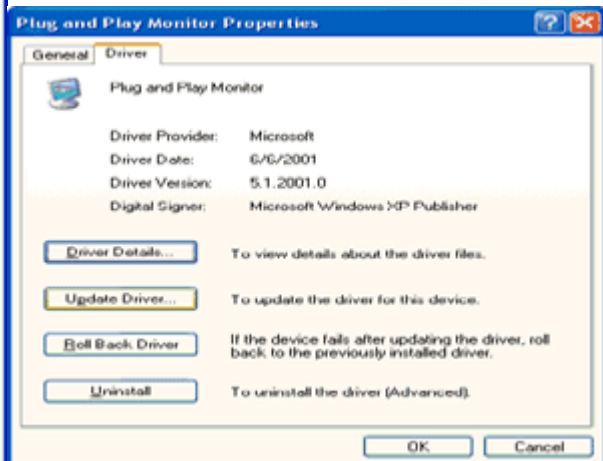 Plug and Play Monitor Properties
General Driver
Plug and Play Monitor
Driver Provider: Microsoft
Driver Date: 6/6/2001
Driver Version: 5.1.2001.0
Digital Signer: Microsoft Windows XP Publisher
Driver Details... To view details about the driver files.
Update Driver... To update the driver for this device.
Roll Back Driver If the device fails after updating the driver, roll
back to the previously installed driver.
Uninstall To uninstall the driver (Advanced).
OK Cancel